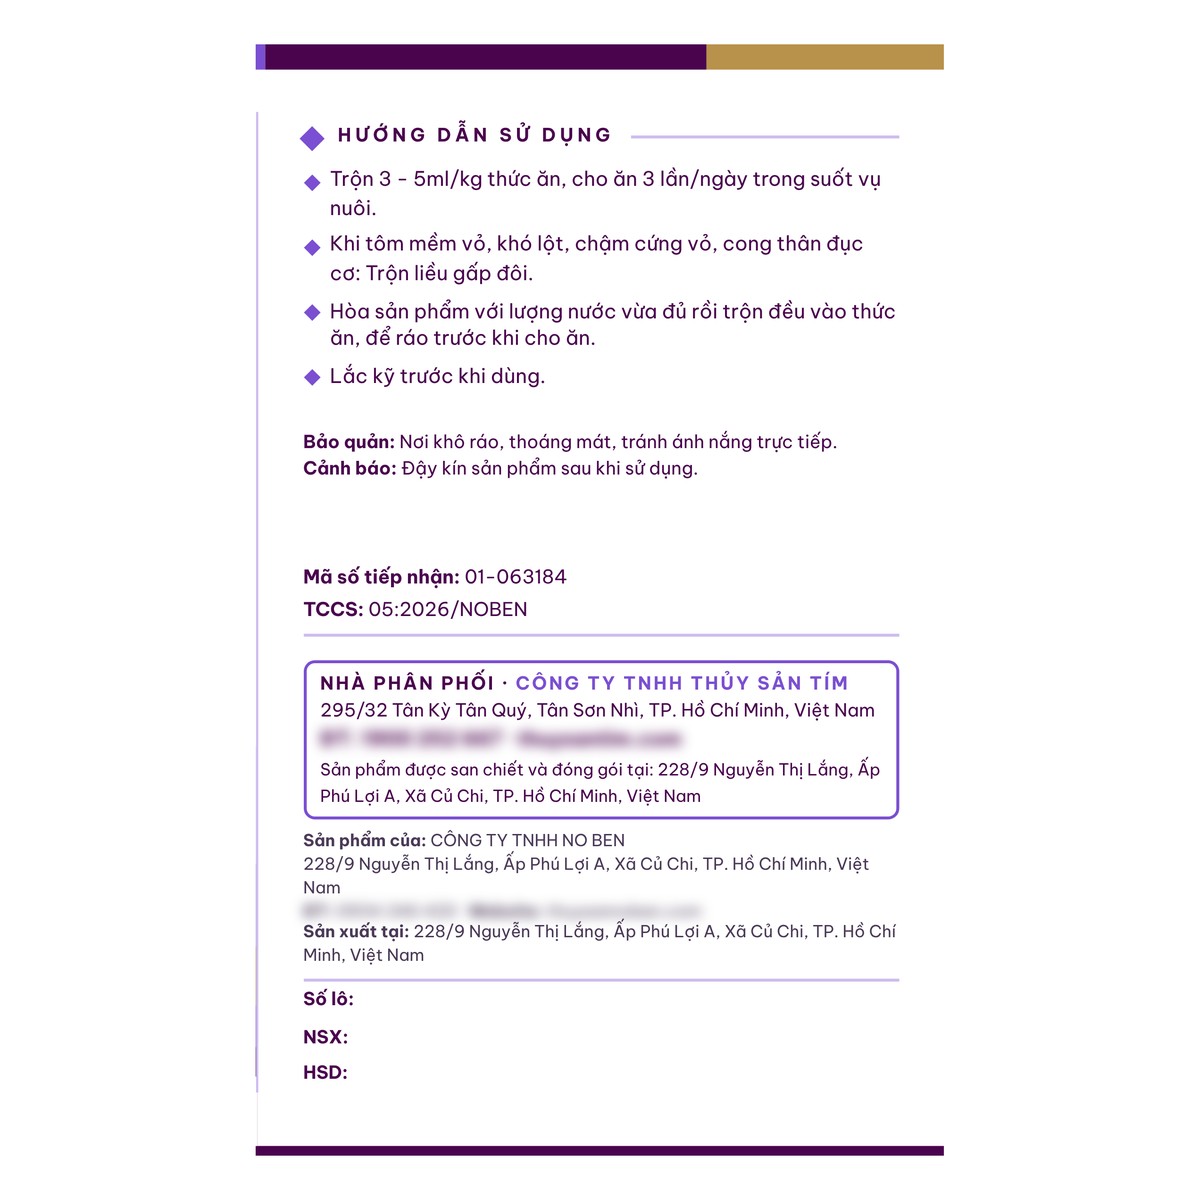 HƯỚNG DẪN SỬ DỤNG
Trộn 3 - 5ml/kg thức ăn, cho ăn 3 lần/ngày trong suốt vụ
nuôi.
Khi tôm mềm vỏ, khó lột, chậm cứng vỏ, cong thân đục
cơ: Trộn liều gấp đôi.
Hòa sản phẩm với lượng nước vừa đủ rồi trộn đều vào thức
ăn, để ráo trước khi cho ăn.
Lắc kỹ trước khi dùng.
Bảo quản: Nơi khô ráo, thoáng mát, tránh ánh nắng trực tiếp.
Cảnh báo: Đậy kín sản phẩm sau khi sử dụng.
Mã số tiếp nhận: 01-063184
TCCS: 05:2026/NOBEN
NHÀ PHÂN PHỐI · CÔNG TY TNHH THỦY SẢN TÍM
295/32 Tân Kỳ Tân Quý, Tân Sơn Nhì, TP. Hồ Chí Minh, Việt Nam
Sản phẩm được san chiết và đóng gói tại: 228/9 Nguyễn Thị Lắng, Ấp
Phú Lợi A, Xã Củ Chi, TP. Hồ Chí Minh, Việt Nam
Sản phẩm của: CÔNG TY TNHH NO BEN
228/9 Nguyễn Thị Lắng, Ấp Phú Lợi A, Xã Củ Chi, TP. Hồ Chí Minh, Việt
Nam
Sản xuất tại: 228/9 Nguyễn Thị Lắng, Ấp Phú Lợi A, Xã Củ Chi, TP. Hồ Chí
Minh, Việt Nam
Số lô:
NSX:
HSD: